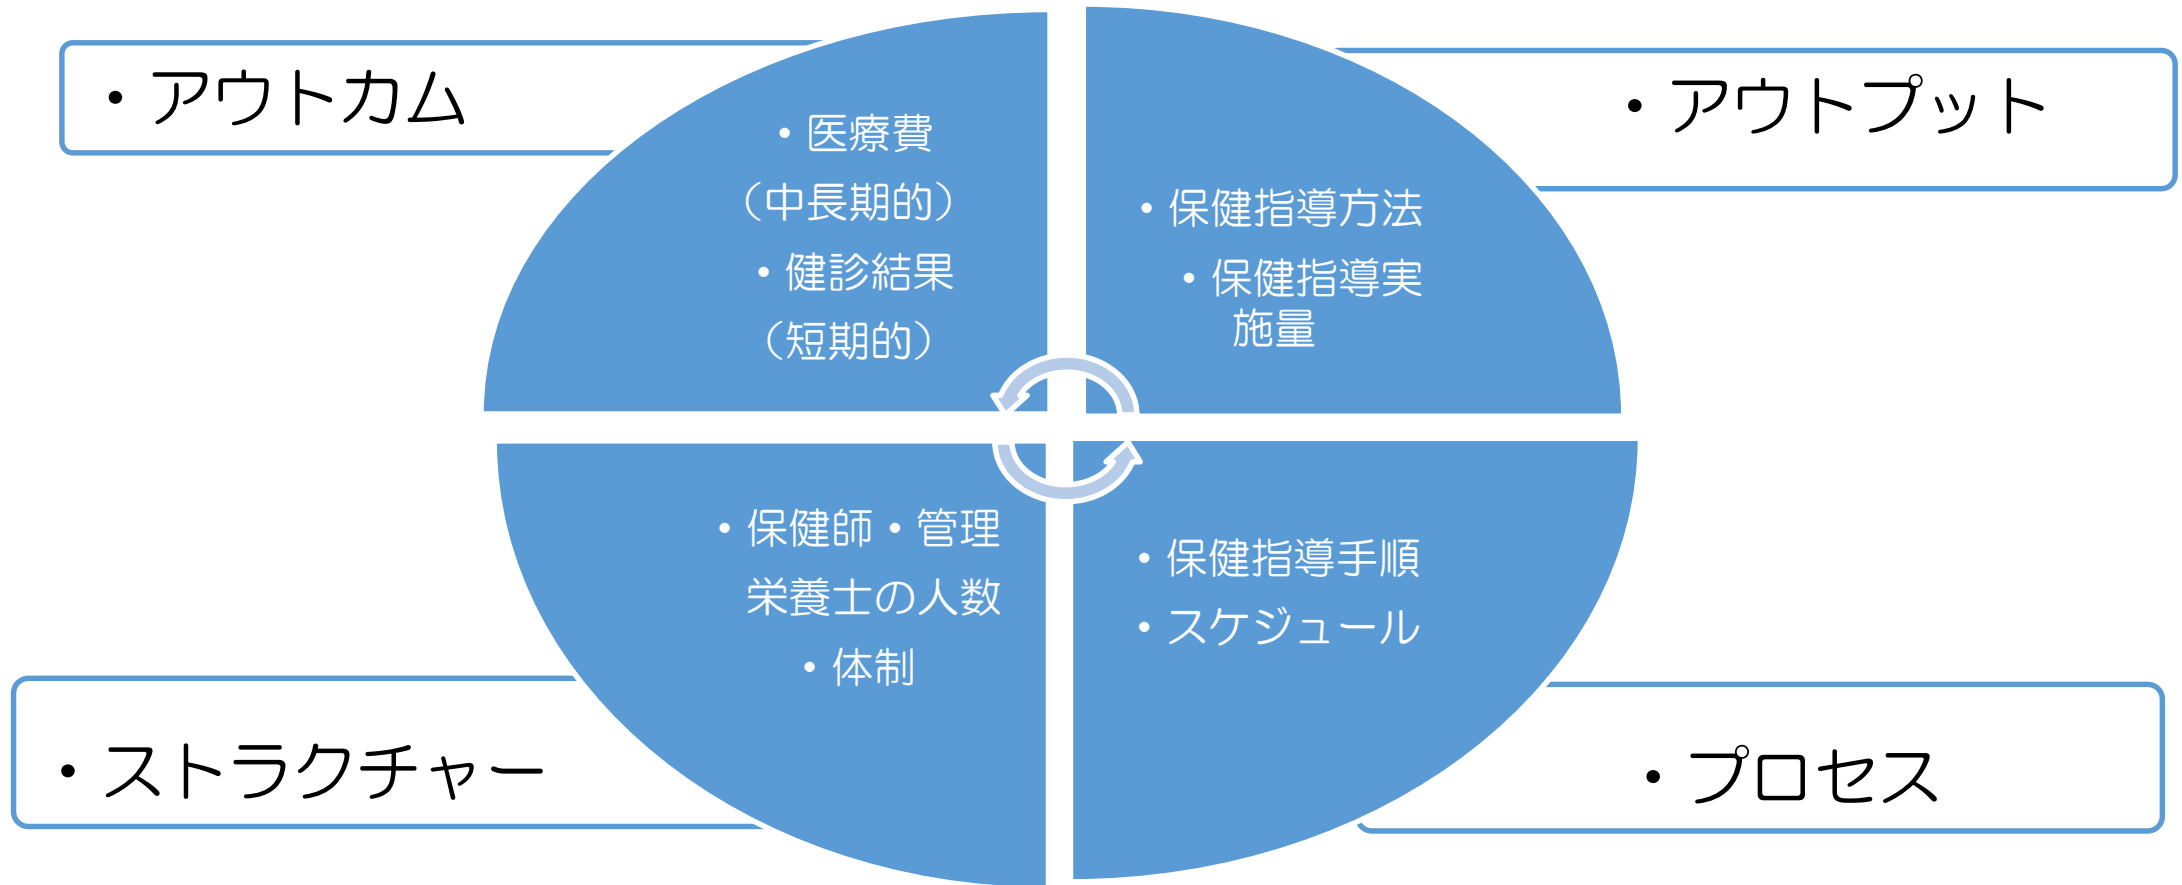 ・アウトカム
・医療費
（中長期的）
・健診結果
（短期的）
・アウトプット
・保健指導方法
・保健指導実
施量
・ストラクチャー
・保健師・管理
栄養士の人数
・体制
・プロセス
・保健指導手順
・スケジュール